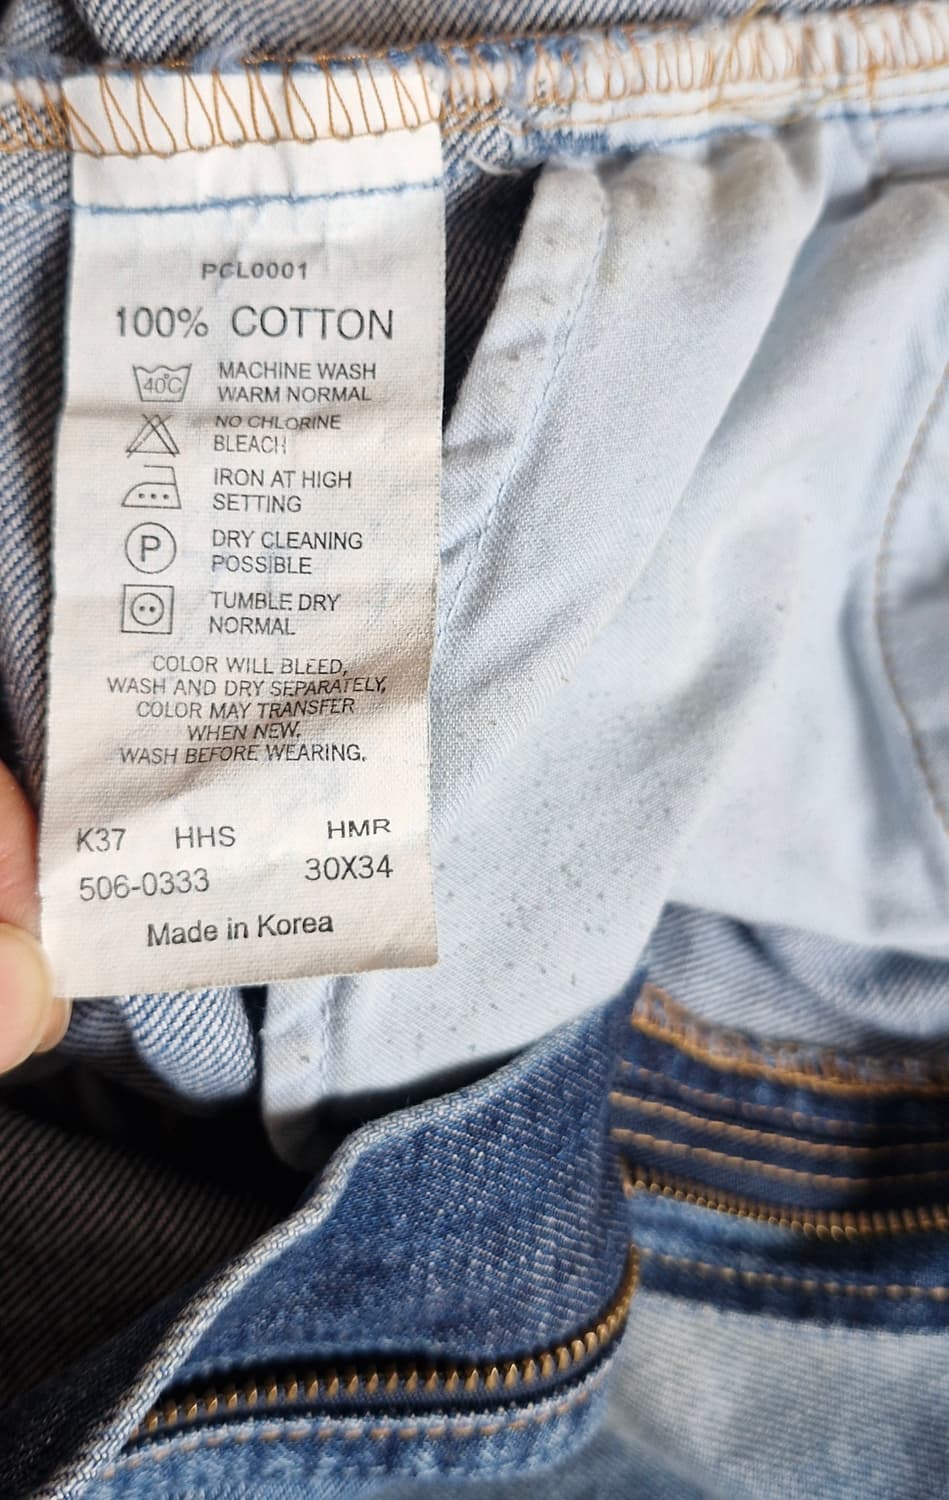 PCL0001
100% COTTON
40°C MACHINE WASH
WARM NORMAL
NO CHLORINE
BLEACH
IRON AT HIGH
SETTING
P DRY CLEANING
POSSIBLE
TUMBLE DRY
NORMAL
COLOR WILL BLEED,
WASH AND DRY SEPARATELY,
COLOR MAY TRANSFER
WHEN NEW,
WASH BEFORE WEARING.
K37 HHS HMR
506-0333 30X34
Made in Korea